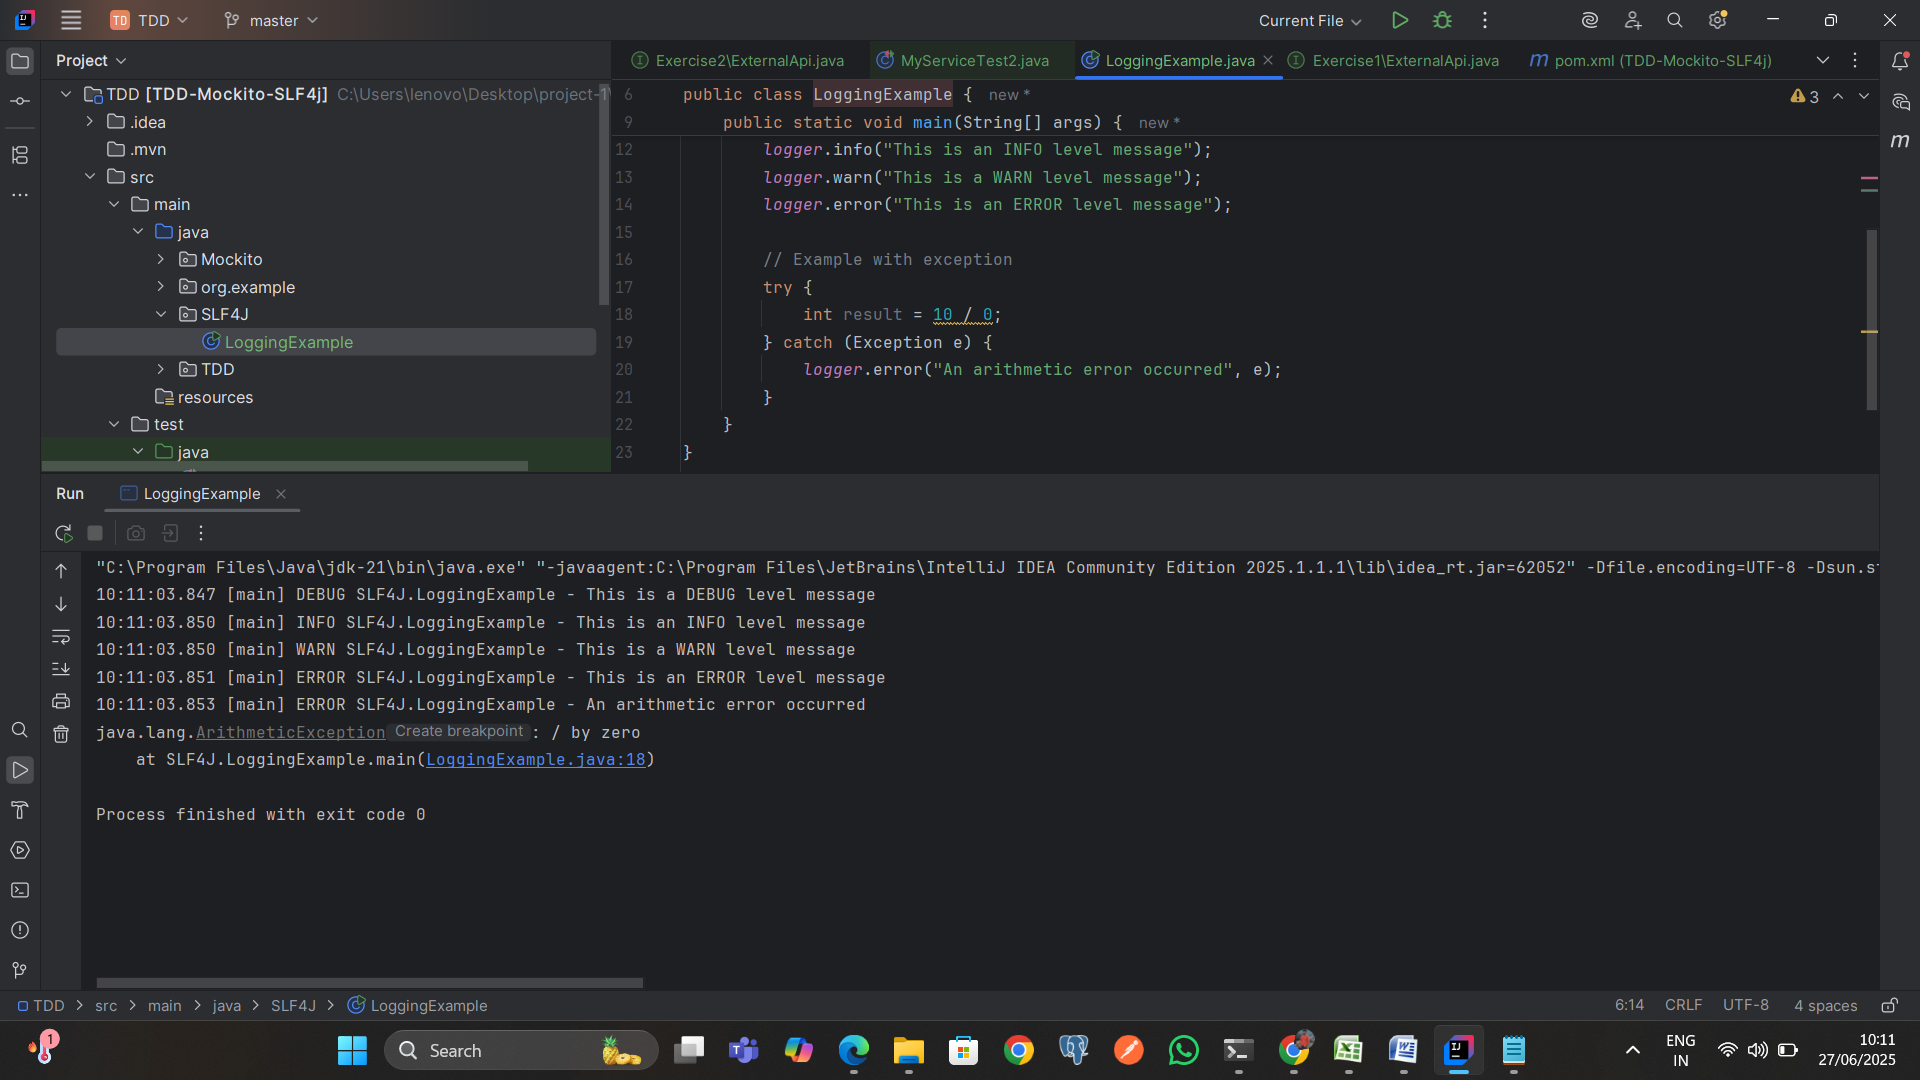 TD TDD master Current File
Project
Exercise2\ExternalApi.java MyServiceTest2.java LoggingExample.java Exercise1\ExternalApi.java pom.xml (TDD-Mockito-SLF4j)
TDD [TDD-Mockito-SLF4j] C:\Users\lenovo\Desktop\project-1\
.idea
.mvn
src
main
java
Mockito
org.example
SLF4J
LoggingExample
TDD
resources
test
java
6 public class LoggingExample { new *
3
9 public static void main(String[] args) { new *
12 logger.info("This is an INFO level message");
13 logger.warn("This is a WARN level message");
14 logger.error("This is an ERROR level message");
15
16 // Example with exception
17 try {
18 int result = 10 / 0;
19 } catch (Exception e) {
20 logger.error("An arithmetic error occurred", e);
21 }
22 }
23 }
Run LoggingExample
"C:\Program Files\Java\jdk-21\bin\java.exe" "-javaagent:C:\Program Files\JetBrains\IntelliJ IDEA Community Edition 2025.1.1.1\lib\idea_rt.jar=62052" -Dfile.encoding=UTF-8 -Dsun.st
10:11:03.847 [main] DEBUG SLF4J.LoggingExample - This is a DEBUG level message
10:11:03.850 [main] INFO SLF4J.LoggingExample - This is an INFO level message
10:11:03.850 [main] WARN SLF4J.LoggingExample - This is a WARN level message
10:11:03.851 [main] ERROR SLF4J.LoggingExample - This is an ERROR level message
10:11:03.853 [main] ERROR SLF4J.LoggingExample - An arithmetic error occurred
java.lang.ArithmeticException Create breakpoint : / by zero
at SLF4J.LoggingExample.main(LoggingExample.java:18)
Process finished with exit code 0
TDD > src > main > java > SLF4J > LoggingExample
6:14 CRLF UTF-8 4 spaces
1
Search
ENG
IN
10:11
27/06/2025